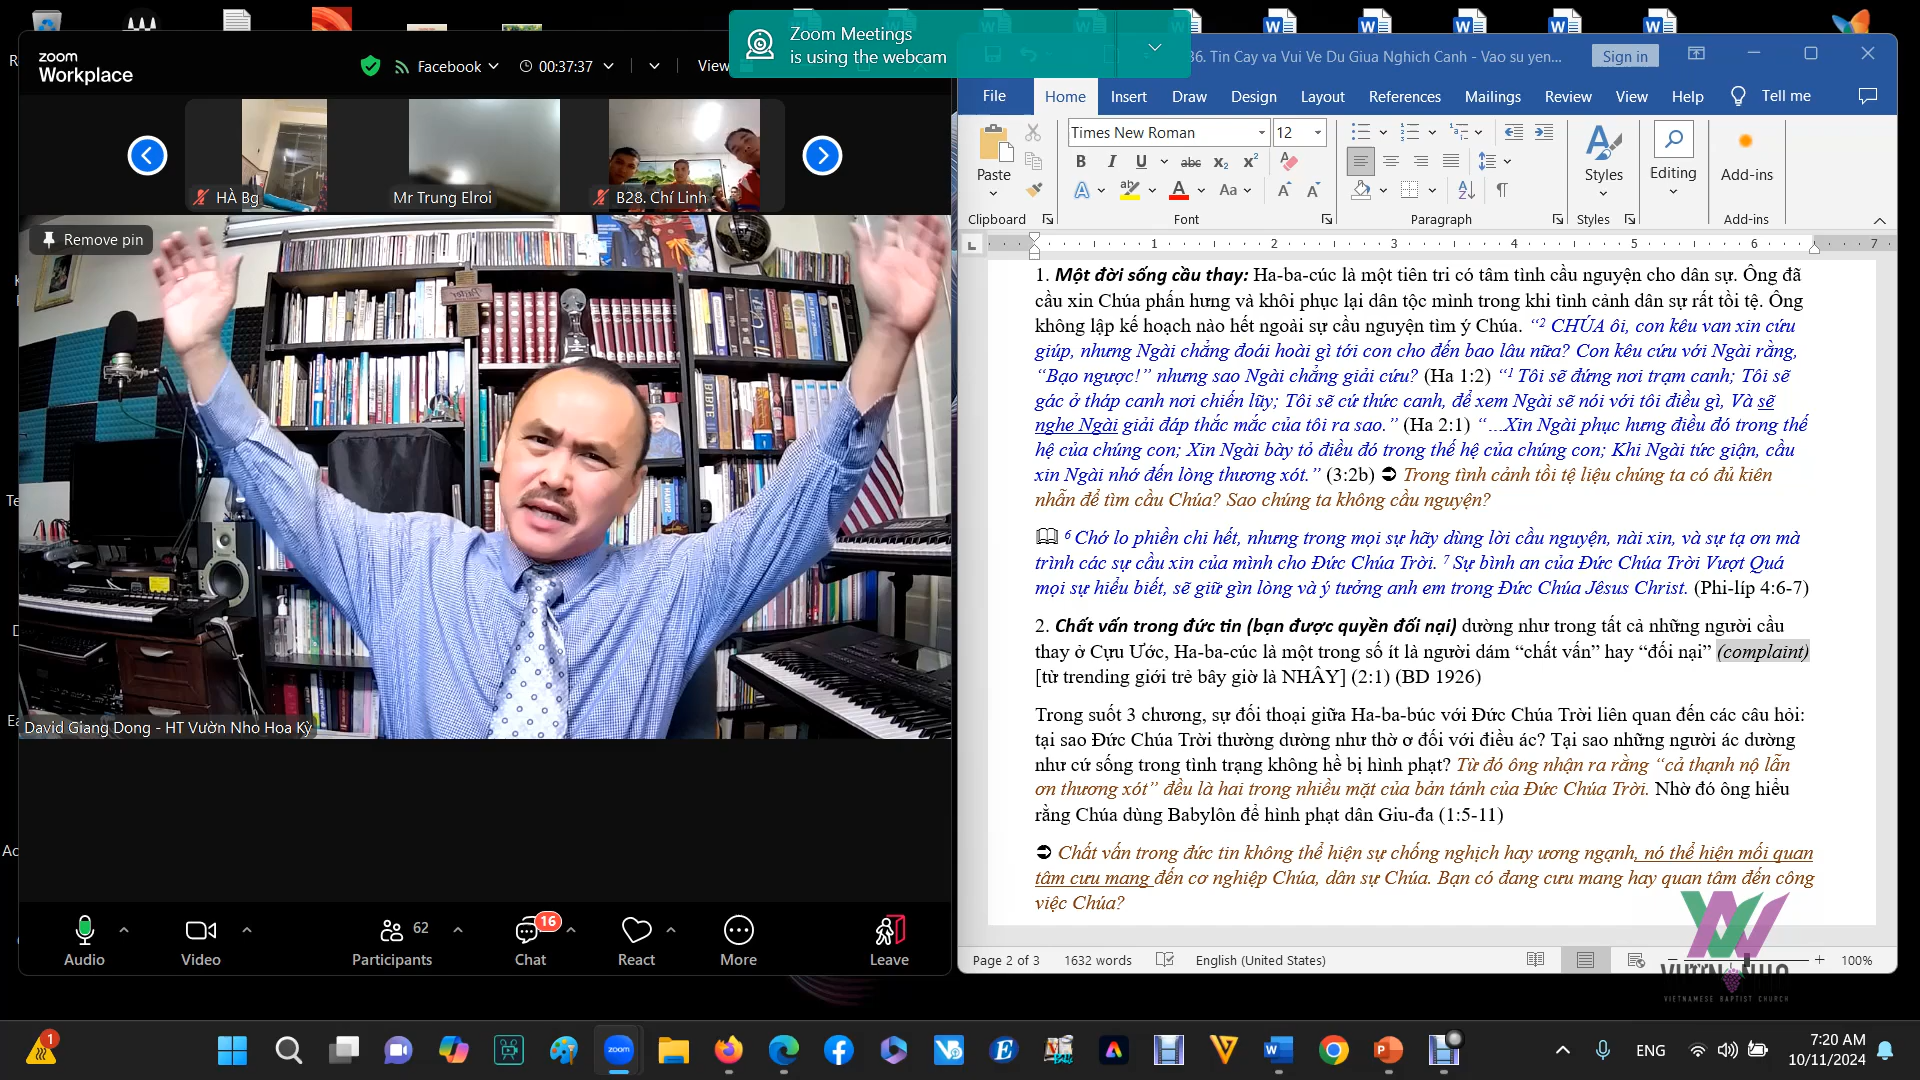 zoom
Workplace
Facebook
00:37:37
View
Zoom Meetings
is using the webcam
HÀ Bg
Mr Trung Elroi
B28. Chí Linh
Remove pin
David Giang Dong - HT Vườn Nho Hoa Kỳ
Audio
Video
62
Participants
16
Chat
React
More
Leave
36. Tin Cay va Vui Ve Du Giua Nghich Canh - Vao su yen...
Sign in
File Home Insert Draw Design Layout References Mailings Review View Help Tell me
Times New Roman 12
Paste
Styles
Editing
Add-ins
Clipboard Font Paragraph Styles Add-ins
1 2 3 4 5 6 7
1. Một đời sống cầu thay: Ha-ba-cúc là một tiên tri có tâm tình cầu nguyện cho dân sự. Ông đã
cầu xin Chúa phấn hưng và khôi phục lại dân tộc mình trong khi tình cảnh dân sự rất tồi tệ. Ông
không lập kế hoạch nào hết ngoài sự cầu nguyện tìm ý Chúa. “² CHÚA ôi, con kêu van xin cứu
giúp, nhưng Ngài chẳng đoái hoài gì tới con cho đến bao lâu nữa? Con kêu cứu với Ngài rằng,
“Bạo ngược!” nhưng sao Ngài chẳng giải cứu? (Ha 1:2) “¹ Tôi sẽ đứng nơi trạm canh; Tôi sẽ
gác ở tháp canh nơi chiến lũy; Tôi sẽ cứ thức canh, để xem Ngài sẽ nói với tôi điều gì, Và sẽ
nghe Ngài giải đáp thắc mắc của tôi ra sao.” (Ha 2:1) “…Xin Ngài phục hưng điều đó trong thế
hệ của chúng con; Xin Ngài bày tỏ điều đó trong thế hệ của chúng con; Khi Ngài tức giận, cầu
xin Ngài nhớ đến lòng thương xót.” (3:2b) ➲ Trong tình cảnh tồi tệ liệu chúng ta có đủ kiên
nhẫn để tìm cầu Chúa? Sao chúng ta không cầu nguyện?
⁶ Chớ lo phiền chi hết, nhưng trong mọi sự hãy dùng lời cầu nguyện, nài xin, và sự tạ ơn mà
trình các sự cầu xin của mình cho Đức Chúa Trời. ⁷ Sự bình an của Đức Chúa Trời Vượt Quá
mọi sự hiểu biết, sẽ giữ gìn lòng và ý tưởng anh em trong Đức Chúa Jêsus Christ. (Phi-líp 4:6-7)
2. Chất vấn trong đức tin (bạn được quyền đối nại) dường như trong tất cả những người cầu
thay ở Cựu Ước, Ha-ba-cúc là một trong số ít là người dám “chất vấn” hay “đối nại” (complaint)
[từ trending giới trẻ bây giờ là NHÂY] (2:1) (BD 1926)
Trong suốt 3 chương, sự đối thoại giữa Ha-ba-búc với Đức Chúa Trời liên quan đến các câu hỏi:
tại sao Đức Chúa Trời thường dường như thờ ơ đối với điều ác? Tại sao những người ác dường
như cứ sống trong tình trạng không hề bị hình phạt? Từ đó ông nhận ra rằng “cả thạnh nộ lẫn
ơn thương xót” đều là hai trong nhiều mặt của bản tánh của Đức Chúa Trời. Nhờ đó ông hiểu
rằng Chúa dùng Babylôn để hình phạt dân Giu-đa (1:5-11)
➲ Chất vấn trong đức tin không thể hiện sự chống nghịch hay ương ngạnh, nó thể hiện mối quan
tâm cưu mang đến cơ nghiệp Chúa, dân sự Chúa. Bạn có đang cưu mang hay quan tâm đến công
việc Chúa?
Page 2 of 3 1632 words English (United States) 100%
VƯỜN NHO
VIETNAMESE BAPTIST CHURCH
1
zoom
ENG
7:20 AM
10/11/2024